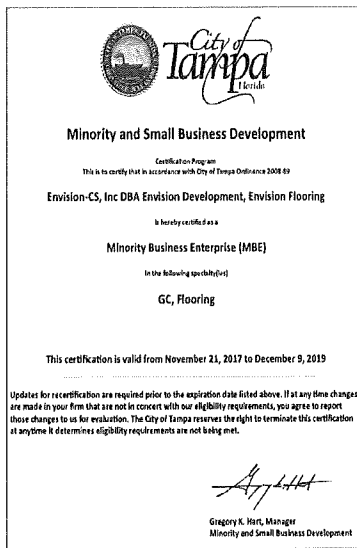 City of
Tampa
Florida
Minority and Small Business Development
Certification Program
This is to certify that in accordance with City of Tampa Ordinance 2008-89
Envision-CS, Inc DBA Envision Development, Envision Flooring
is hereby certified as a
Minority Business Enterprise (MBE)
In the following specialty(ies)
GC, Flooring
This certification is valid from November 21, 2017 to December 9, 2019
Updates for recertification are required prior to the expiration date listed above. If at any time changes
are made in your firm that are not in concert with our eligibility requirements, you agree to report
those changes to us for evaluation. The City of Tampa reserves the right to terminate this certification
at anytime it determines eligibility requirements are not being met.
Gregory K. Hart, Manager
Minority and Small Business Development